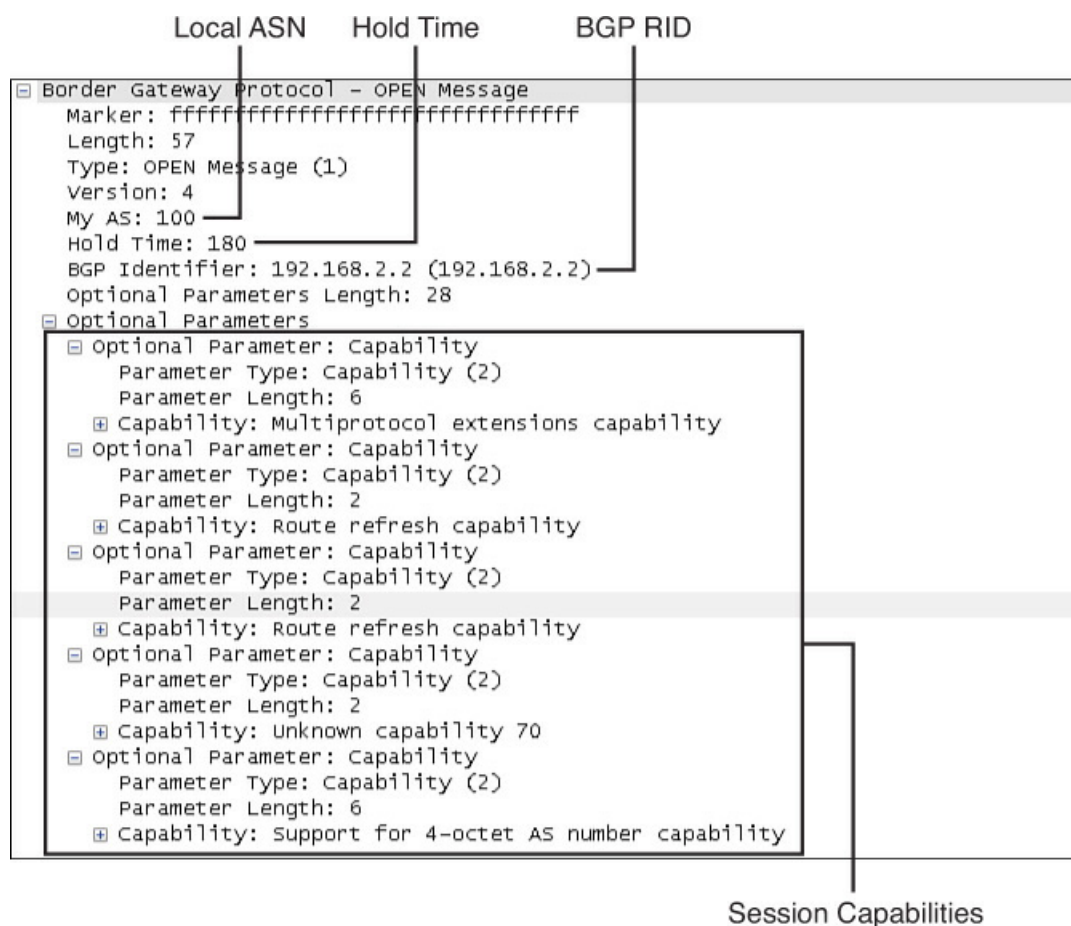 Local ASN Hold Time BGP RID
Border Gateway Protocol – OPEN Message
Marker: ffffffffffffffffffffffffffffffff
Length: 57
Type: OPEN Message (1)
Version: 4
My AS: 100
Hold Time: 180
BGP Identifier: 192.168.2.2 (192.168.2.2)
Optional Parameters Length: 28
Optional Parameters
Optional Parameter: Capability
Parameter Type: Capability (2)
Parameter Length: 6
Capability: Multiprotocol extensions capability
Optional Parameter: Capability
Parameter Type: Capability (2)
Parameter Length: 2
Capability: Route refresh capability
Optional Parameter: Capability
Parameter Type: Capability (2)
Parameter Length: 2
Capability: Route refresh capability
Optional Parameter: Capability
Parameter Type: Capability (2)
Parameter Length: 2
Capability: Unknown capability 70
Optional Parameter: Capability
Parameter Type: Capability (2)
Parameter Length: 6
Capability: Support for 4-octet AS number capability
Session Capabilities